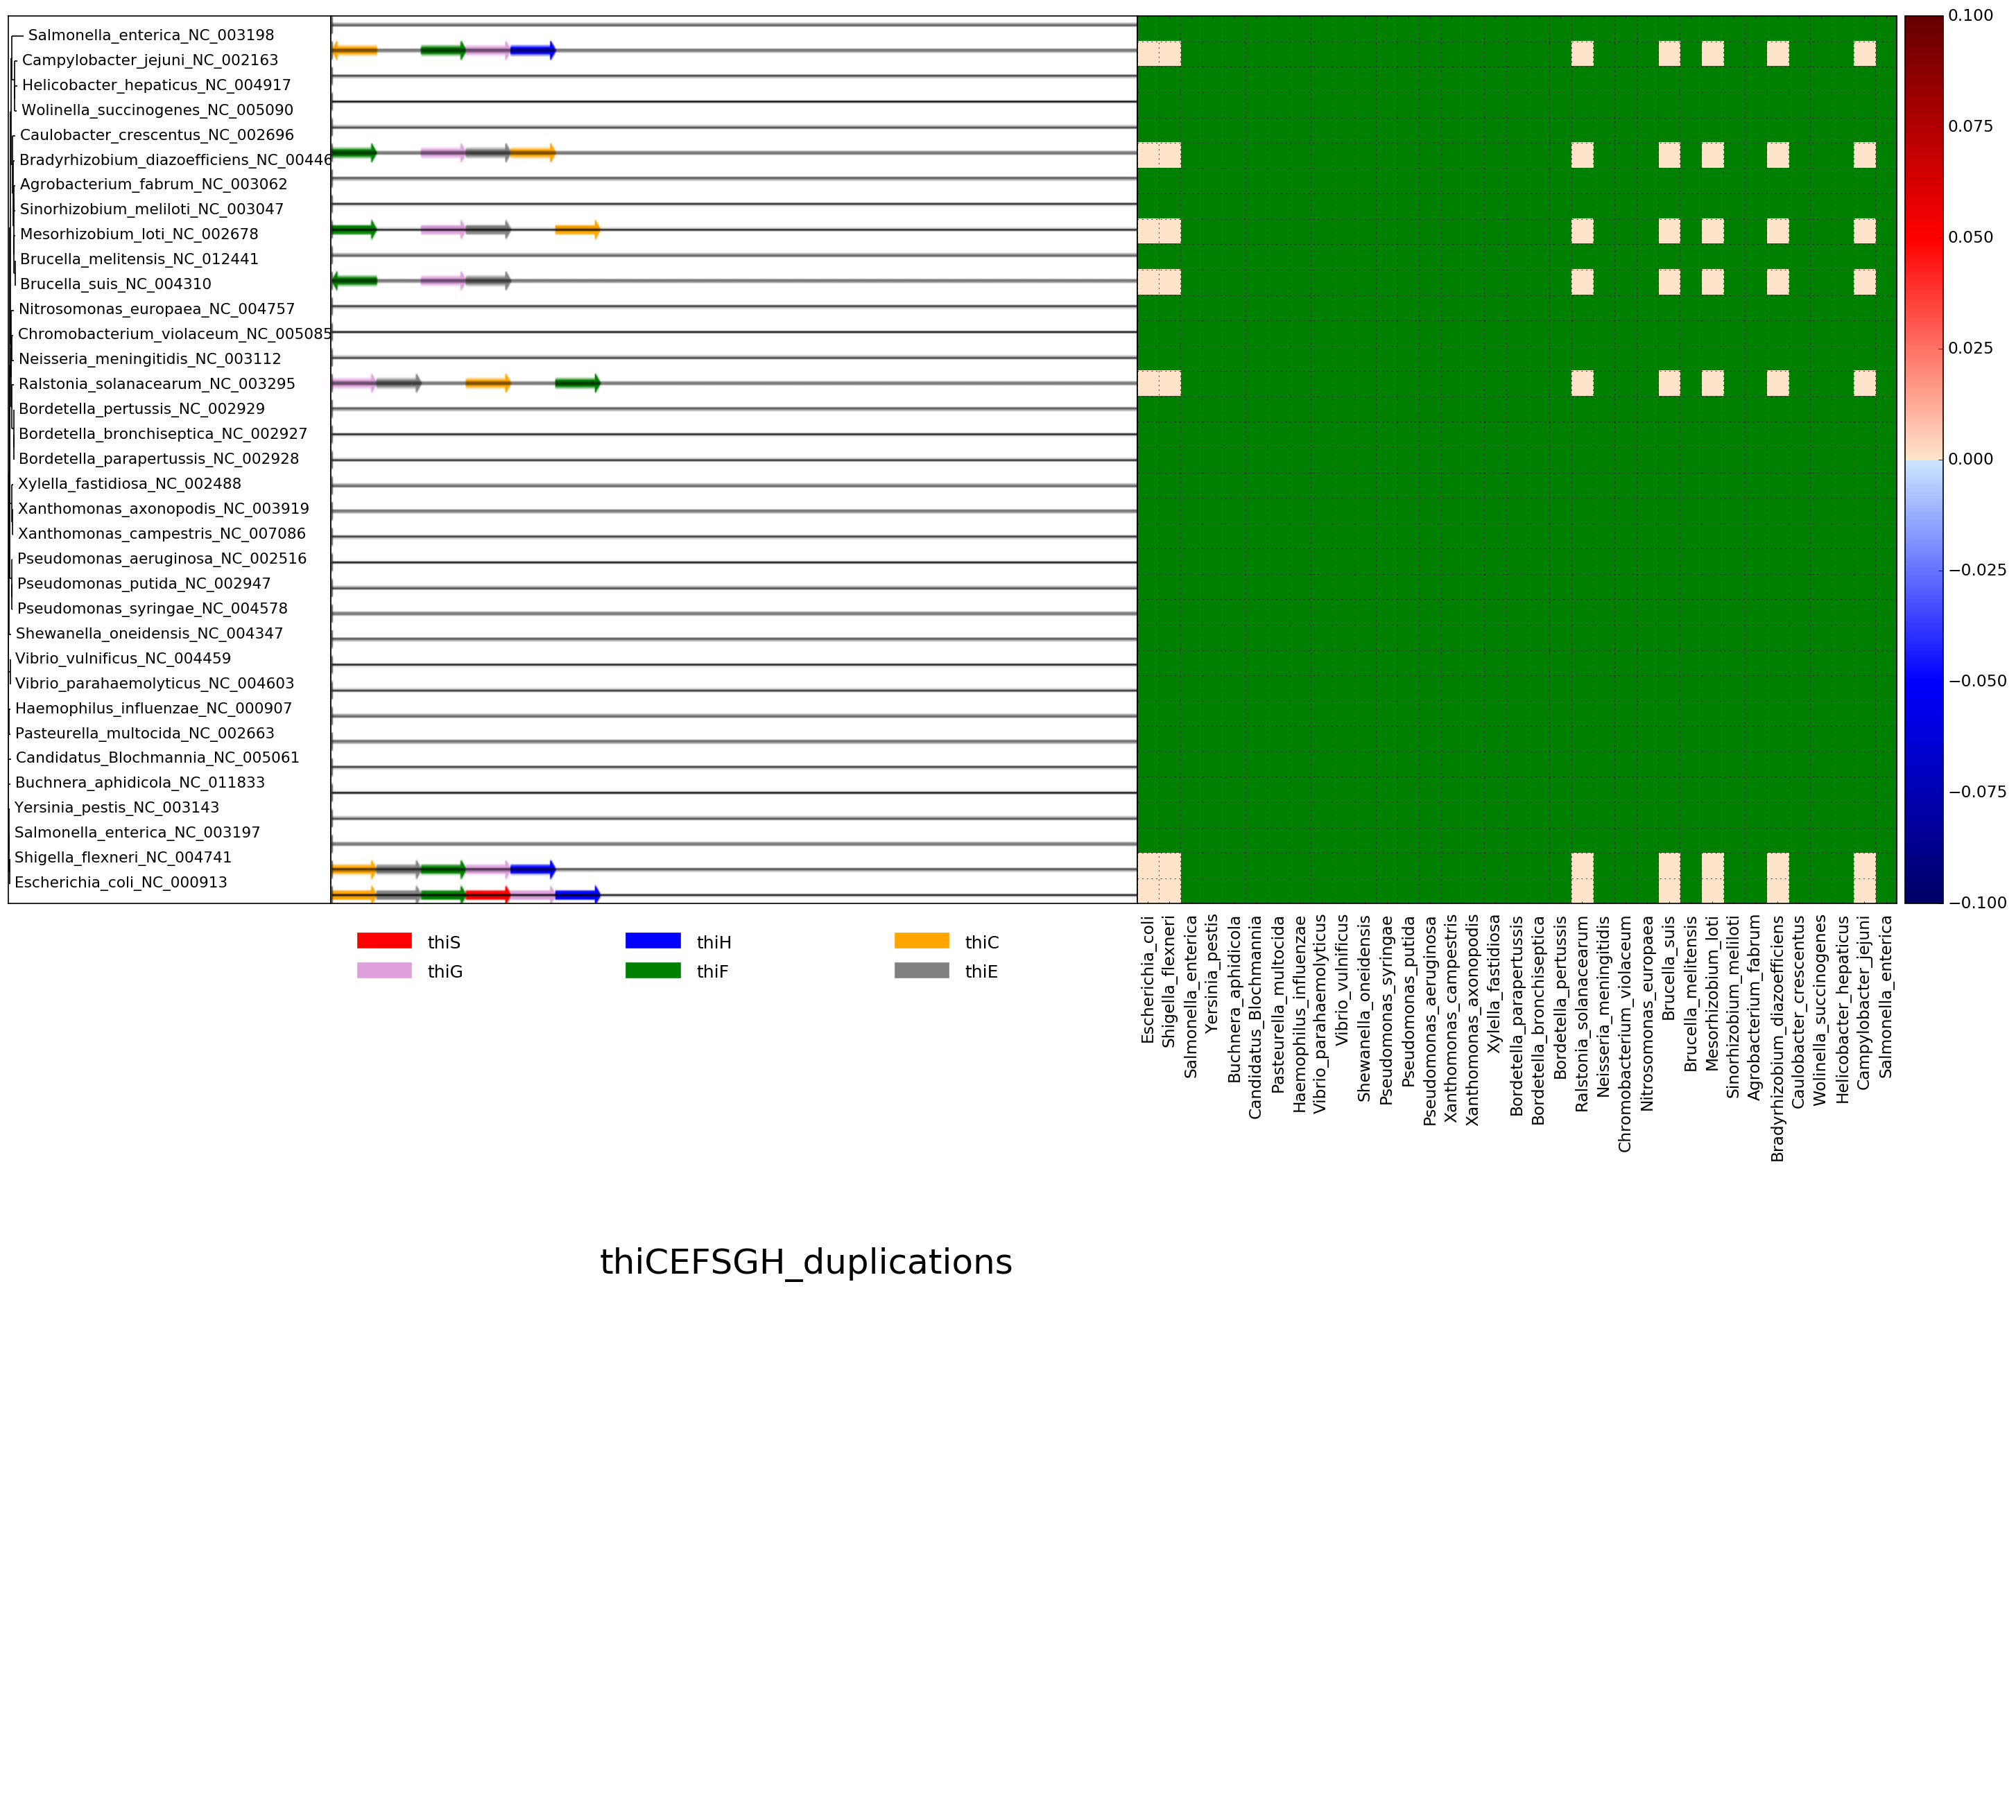 Salmonella_enterica_NC_003198
Campylobacter_jejuni_NC_002163
Helicobacter_hepaticus_NC_004917
Wolinella_succinogenes_NC_005090
Caulobacter_crescentus_NC_002696
Bradyrhizobium_diazoefficiens_NC_00446
Agrobacterium_fabrum_NC_003062
Sinorhizobium_meliloti_NC_003047
Mesorhizobium_loti_NC_002678
Brucella_melitensis_NC_012441
Brucella_suis_NC_004310
Nitrosomonas_europaea_NC_004757
Chromobacterium_violaceum_NC_005085
Neisseria_meningitidis_NC_003112
Ralstonia_solanacearum_NC_003295
Bordetella_pertussis_NC_002929
Bordetella_bronchiseptica_NC_002927
Bordetella_parapertussis_NC_002928
Xylella_fastidiosa_NC_002488
Xanthomonas_axonopodis_NC_003919
Xanthomonas_campestris_NC_007086
Pseudomonas_aeruginosa_NC_002516
Pseudomonas_putida_NC_002947
Pseudomonas_syringae_NC_004578
Shewanella_oneidensis_NC_004347
Vibrio_vulnificus_NC_004459
Vibrio_parahaemolyticus_NC_004603
Haemophilus_influenzae_NC_000907
Pasteurella_multocida_NC_002663
Candidatus_Blochmannia_NC_005061
Buchnera_aphidicola_NC_011833
Yersinia_pestis_NC_003143
Salmonella_enterica_NC_003197
Shigella_flexneri_NC_004741
Escherichia_coli_NC_000913
0.100
0.075
0.050
0.025
0.000
−0.025
−0.050
−0.075
−0.100
Escherichia_coli
Shigella_flexneri
Salmonella_enterica
Yersinia_pestis
Buchnera_aphidicola
Candidatus_Blochmannia
Pasteurella_multocida
Haemophilus_influenzae
Vibrio_parahaemolyticus
Vibrio_vulnificus
Shewanella_oneidensis
Pseudomonas_syringae
Pseudomonas_putida
Pseudomonas_aeruginosa
Xanthomonas_campestris
Xanthomonas_axonopodis
Xylella_fastidiosa
Bordetella_parapertussis
Bordetella_bronchiseptica
Bordetella_pertussis
Ralstonia_solanacearum
Neisseria_meningitidis
Chromobacterium_violaceum
Nitrosomonas_europaea
Brucella_suis
Brucella_melitensis
Mesorhizobium_loti
Sinorhizobium_meliloti
Agrobacterium_fabrum
Bradyrhizobium_diazoefficiens
Caulobacter_crescentus
Wolinella_succinogenes
Helicobacter_hepaticus
Campylobacter_jejuni
Salmonella_enterica
thiS thiH thiC
thiG thiF thiE
thiCEFSGH_duplications